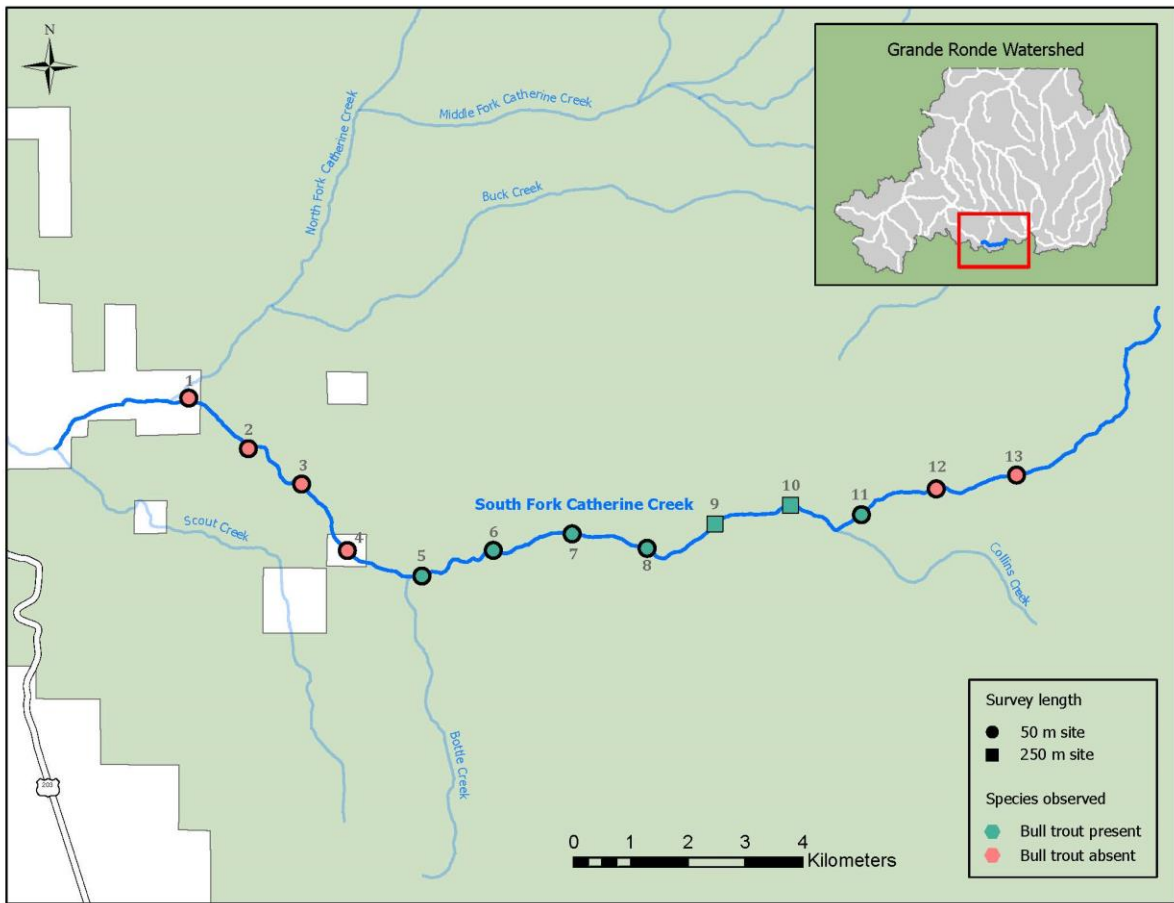 N
Grande Ronde Watershed
Middle Fork Catherine Creek
North Fork Catherine Creek
Buck Creek
1
2
3
4
Scout Creek
South Fork Catherine Creek
5
6
7
8
9
10
11
12
13
Collins Creek
Bottle Creek
203
0 1 2 3 4
Kilometers
Survey length
50 m site
250 m site
Species observed
Bull trout present
Bull trout absent